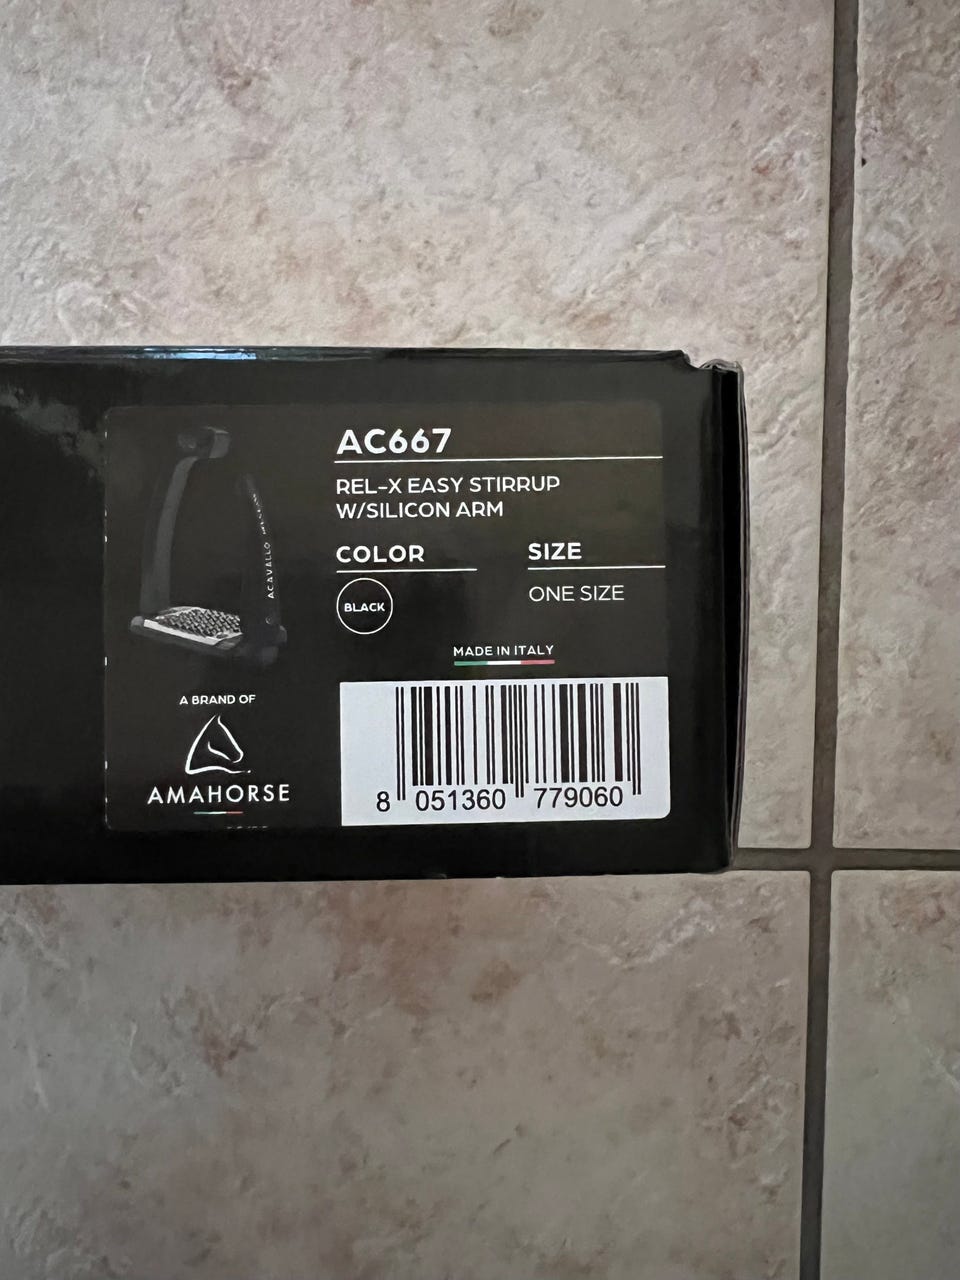 AC667
REL-X EASY STIRRUP
W/SILICON ARM
COLOR
SIZE
BLACK
ONE SIZE
MADE IN ITALY
ACAVALLO
A BRAND OF
AMAHORSE
8 051360 779060